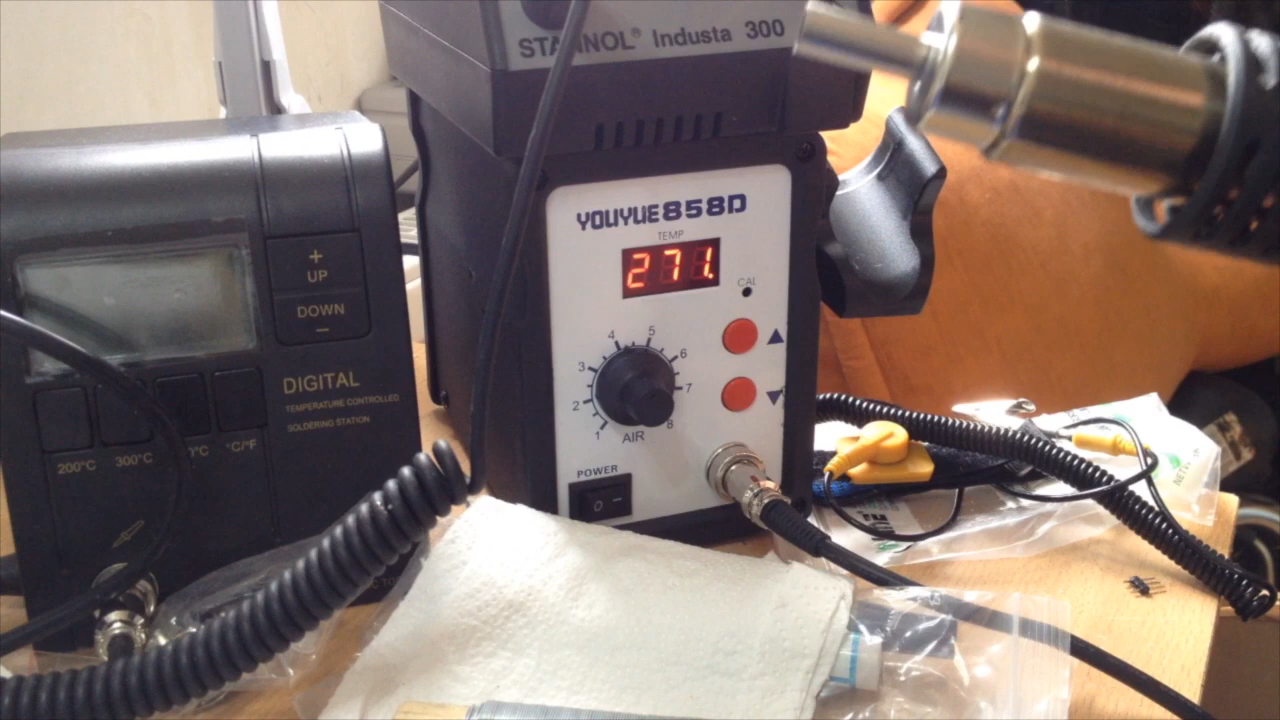 STANNOL® Industa 300
YOUYUE858D
TEMP
271.
CAL
4 5
3 6
2 7
1 8
AIR
POWER
O −
+
UP
DOWN
−
DIGITAL
TEMPERATURE CONTROLLED
SOLDERING STATION
200°C 300°C °C/°F